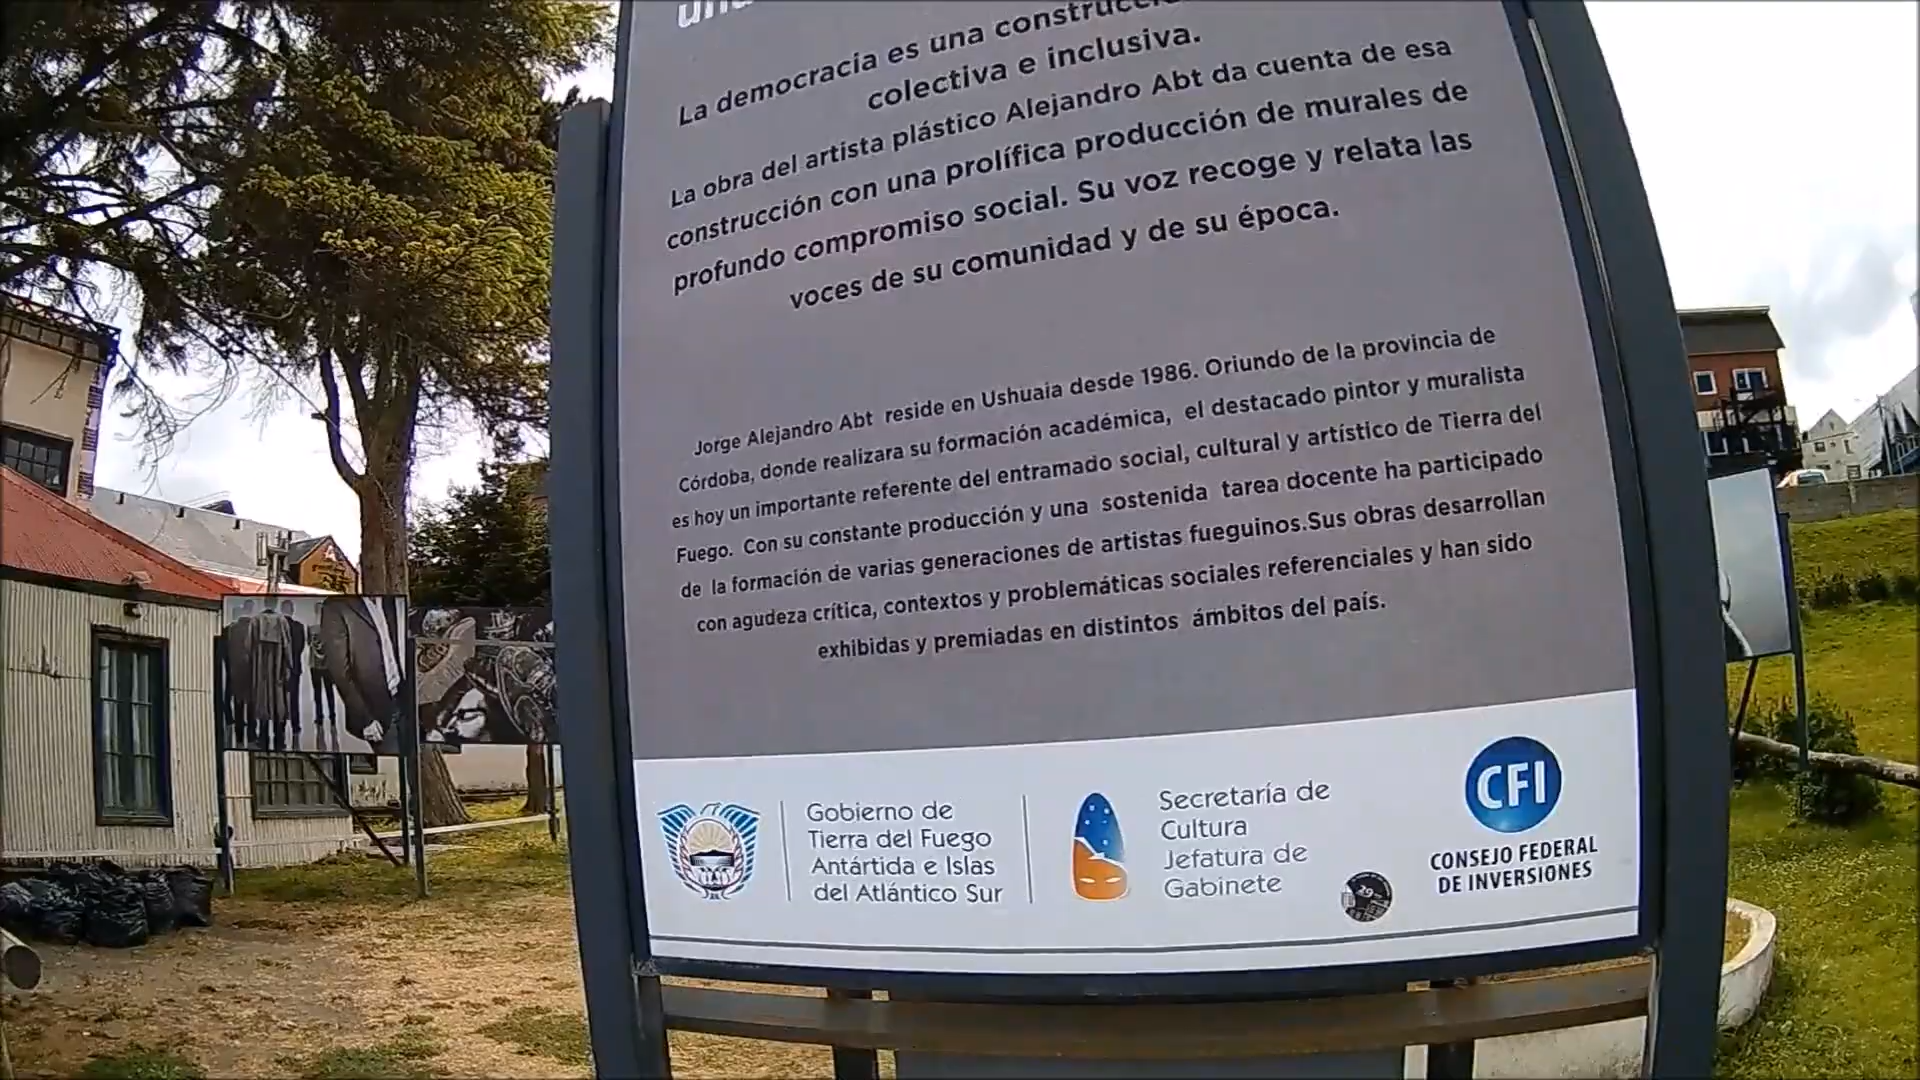 La democracia es una
colectiva e inclusiva.
La obra del artista plástico Alejandro Abt da cuenta de esa
construcción con una prolífica producción de murales de
profundo compromiso social. Su voz recoge y relata las
voces de su comunidad y de su época.
Jorge Alejandro Abt reside en Ushuaia desde 1986. Oriundo de la provincia de
Córdoba, donde realizara su formación académica, el destacado pintor y muralista
es hoy un importante referente del entramado social, cultural y artístico de Tierra del
Fuego. Con su constante producción y una sostenida tarea docente ha participado
de la formación de varias generaciones de artistas fueguinos.Sus obras desarrollan
con agudeza crítica, contextos y problemáticas sociales referenciales y han sido
exhibidas y premiadas en distintos ámbitos del país.
Gobierno de
Tierra del Fuego
Antártida e Islas
del Atlántico Sur
Secretaría de
Cultura
Jefatura de
Gabinete
29
CFI
CONSEJO FEDERAL
DE INVERSIONES